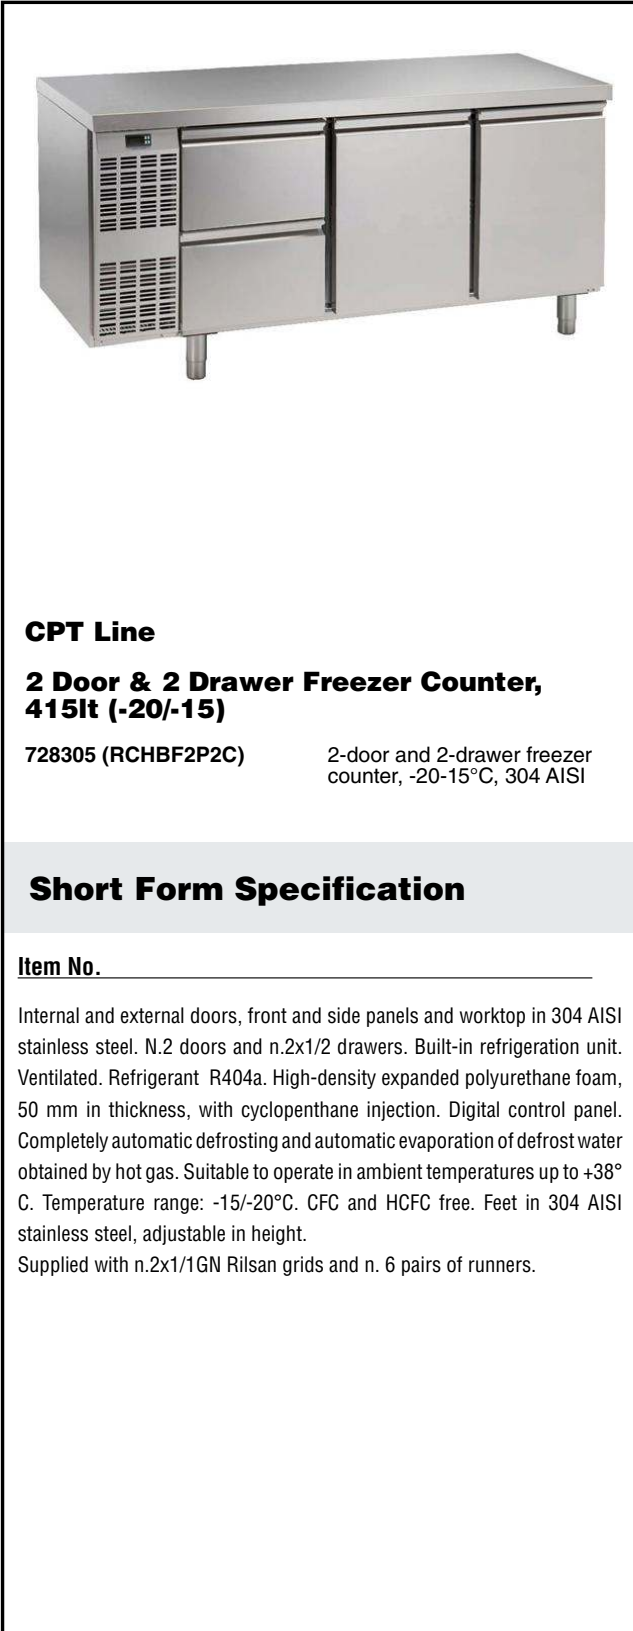 CPT Line
2 Door & 2 Drawer Freezer Counter,
415lt (-20/-15)
728305 (RCHBF2P2C)
2-door and 2-drawer freezer
counter, -20-15°C, 304 AISI
Short Form Specification
Item No.
Internal and external doors, front and side panels and worktop in 304 AISI
stainless steel. N.2 doors and n.2x1/2 drawers. Built-in refrigeration unit.
Ventilated. Refrigerant R404a. High-density expanded polyurethane foam,
50 mm in thickness, with cyclopenthane injection. Digital control panel.
Completely automatic defrosting and automatic evaporation of defrost water
obtained by hot gas. Suitable to operate in ambient temperatures up to +38°
C. Temperature range: -15/-20°C. CFC and HCFC free. Feet in 304 AISI
stainless steel, adjustable in height.
Supplied with n.2x1/1GN Rilsan grids and n. 6 pairs of runners.